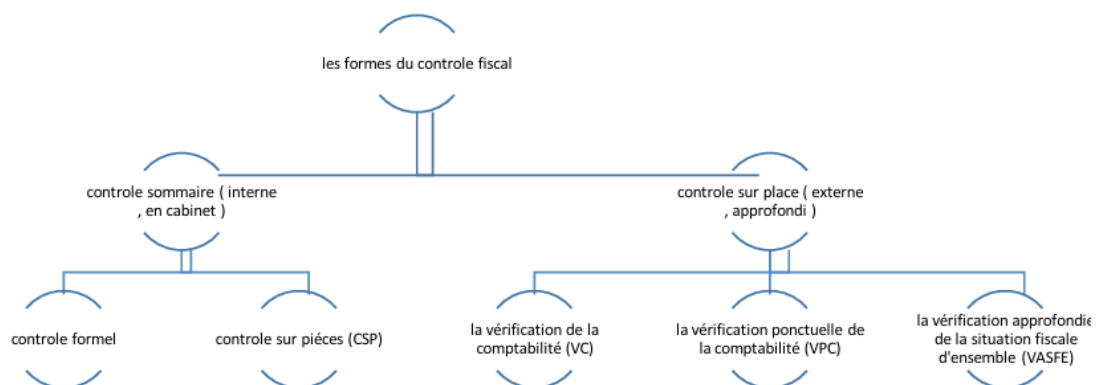 les formes du controle fiscal
controle sommaire ( interne
, en cabinet )
controle sur place ( externe
, approfondi )
controle formel
controle sur piéces (CSP)
la vérification de la
comptabilité (VC)
la vérification ponctuelle de
la comptabilité (VPC)
la vérification approfondie
de la situation fiscale
d'ensemble (VASFE)